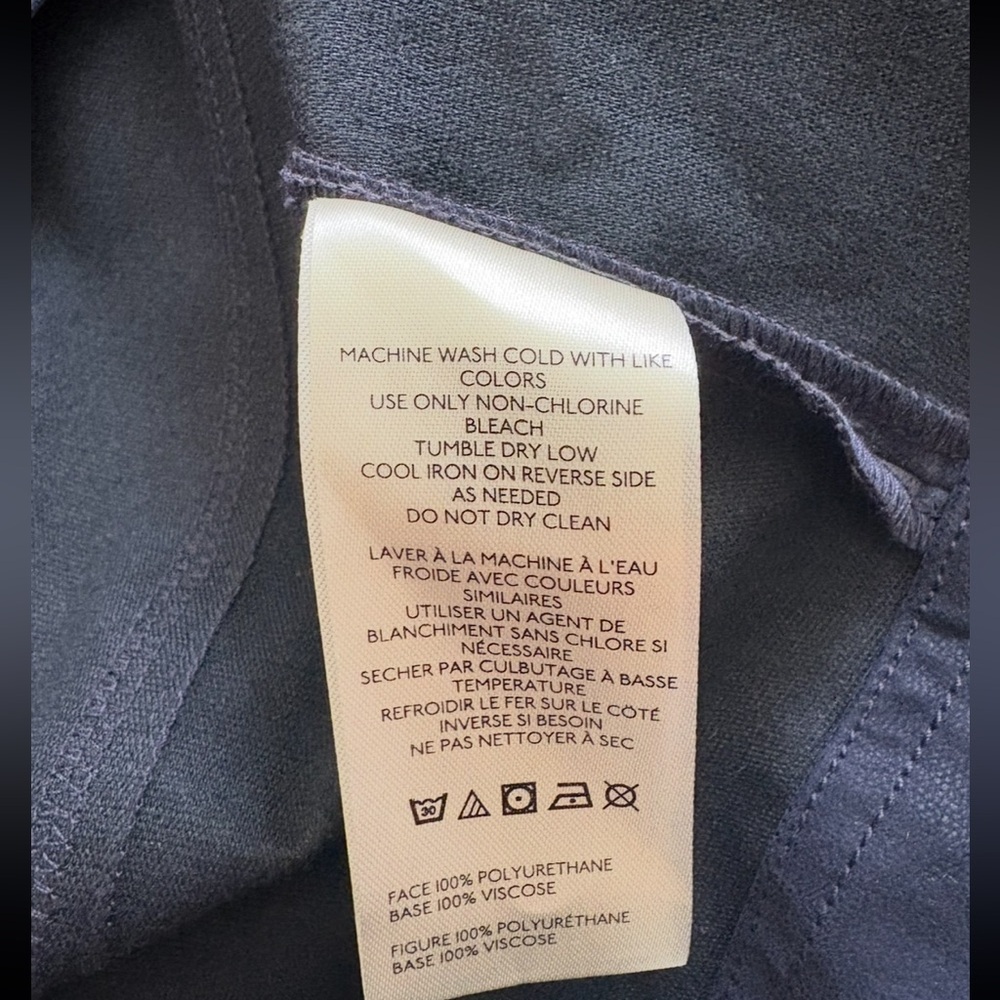 MACHINE WASH COLD WITH LIKE
COLORS
USE ONLY NON-CHLORINE
BLEACH
TUMBLE DRY LOW
COOL IRON ON REVERSE SIDE
AS NEEDED
DO NOT DRY CLEAN
LAVER À LA MACHINE À L'EAU
FROIDE AVEC COULEURS
SIMILAIRES
UTILISER UN AGENT DE
BLANCHIMENT SANS CHLORE SI
NÉCESSAIRE
SECHER PAR CULBUTAGE À BASSE
TEMPERATURE
REFROIDIR LE FER SUR LE CÔTÉ
INVERSE SI BESOIN
NE PAS NETTOYER À SEC
30
FACE 100% POLYURETHANE
BASE 100% VISCOSE
FIGURE 100% POLYURÉTHANE
BASE 100% VISCOSE